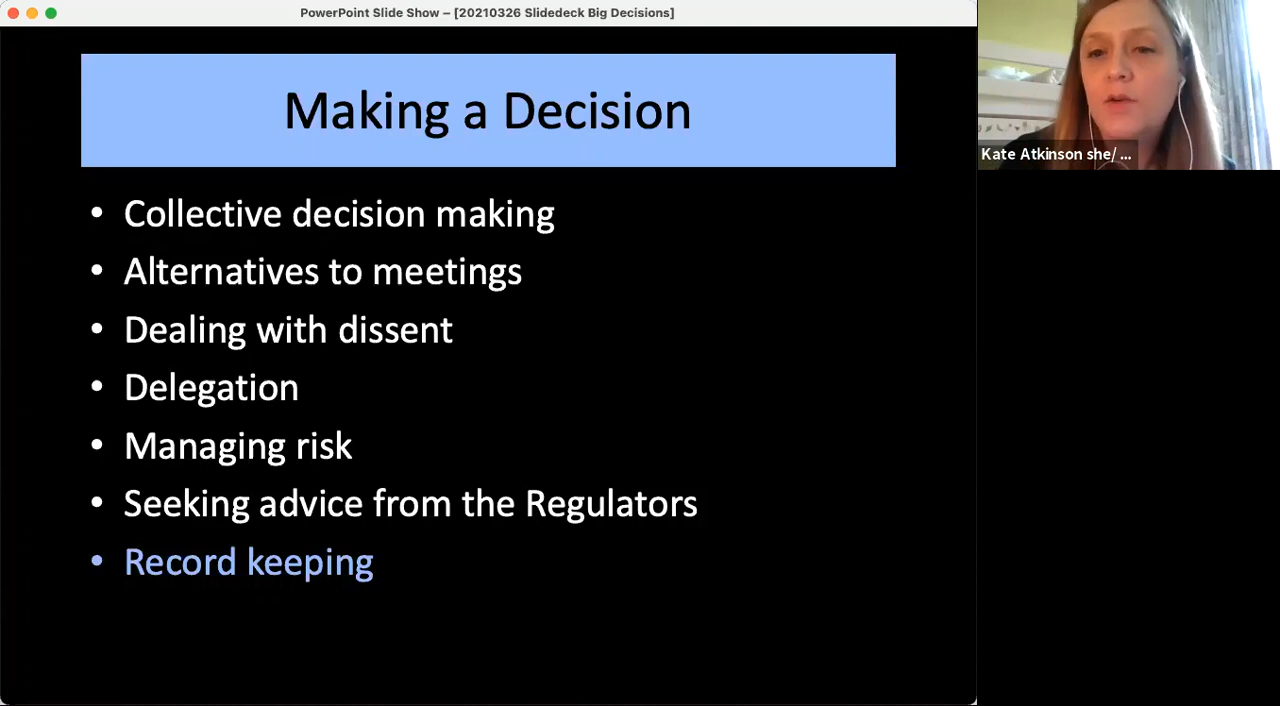 PowerPoint Slide Show – [20210326 Slidedeck Big Decisions]
Making a Decision
• Collective decision making
• Alternatives to meetings
• Dealing with dissent
• Delegation
• Managing risk
• Seeking advice from the Regulators
• Record keeping
Kate Atkinson she/ ...